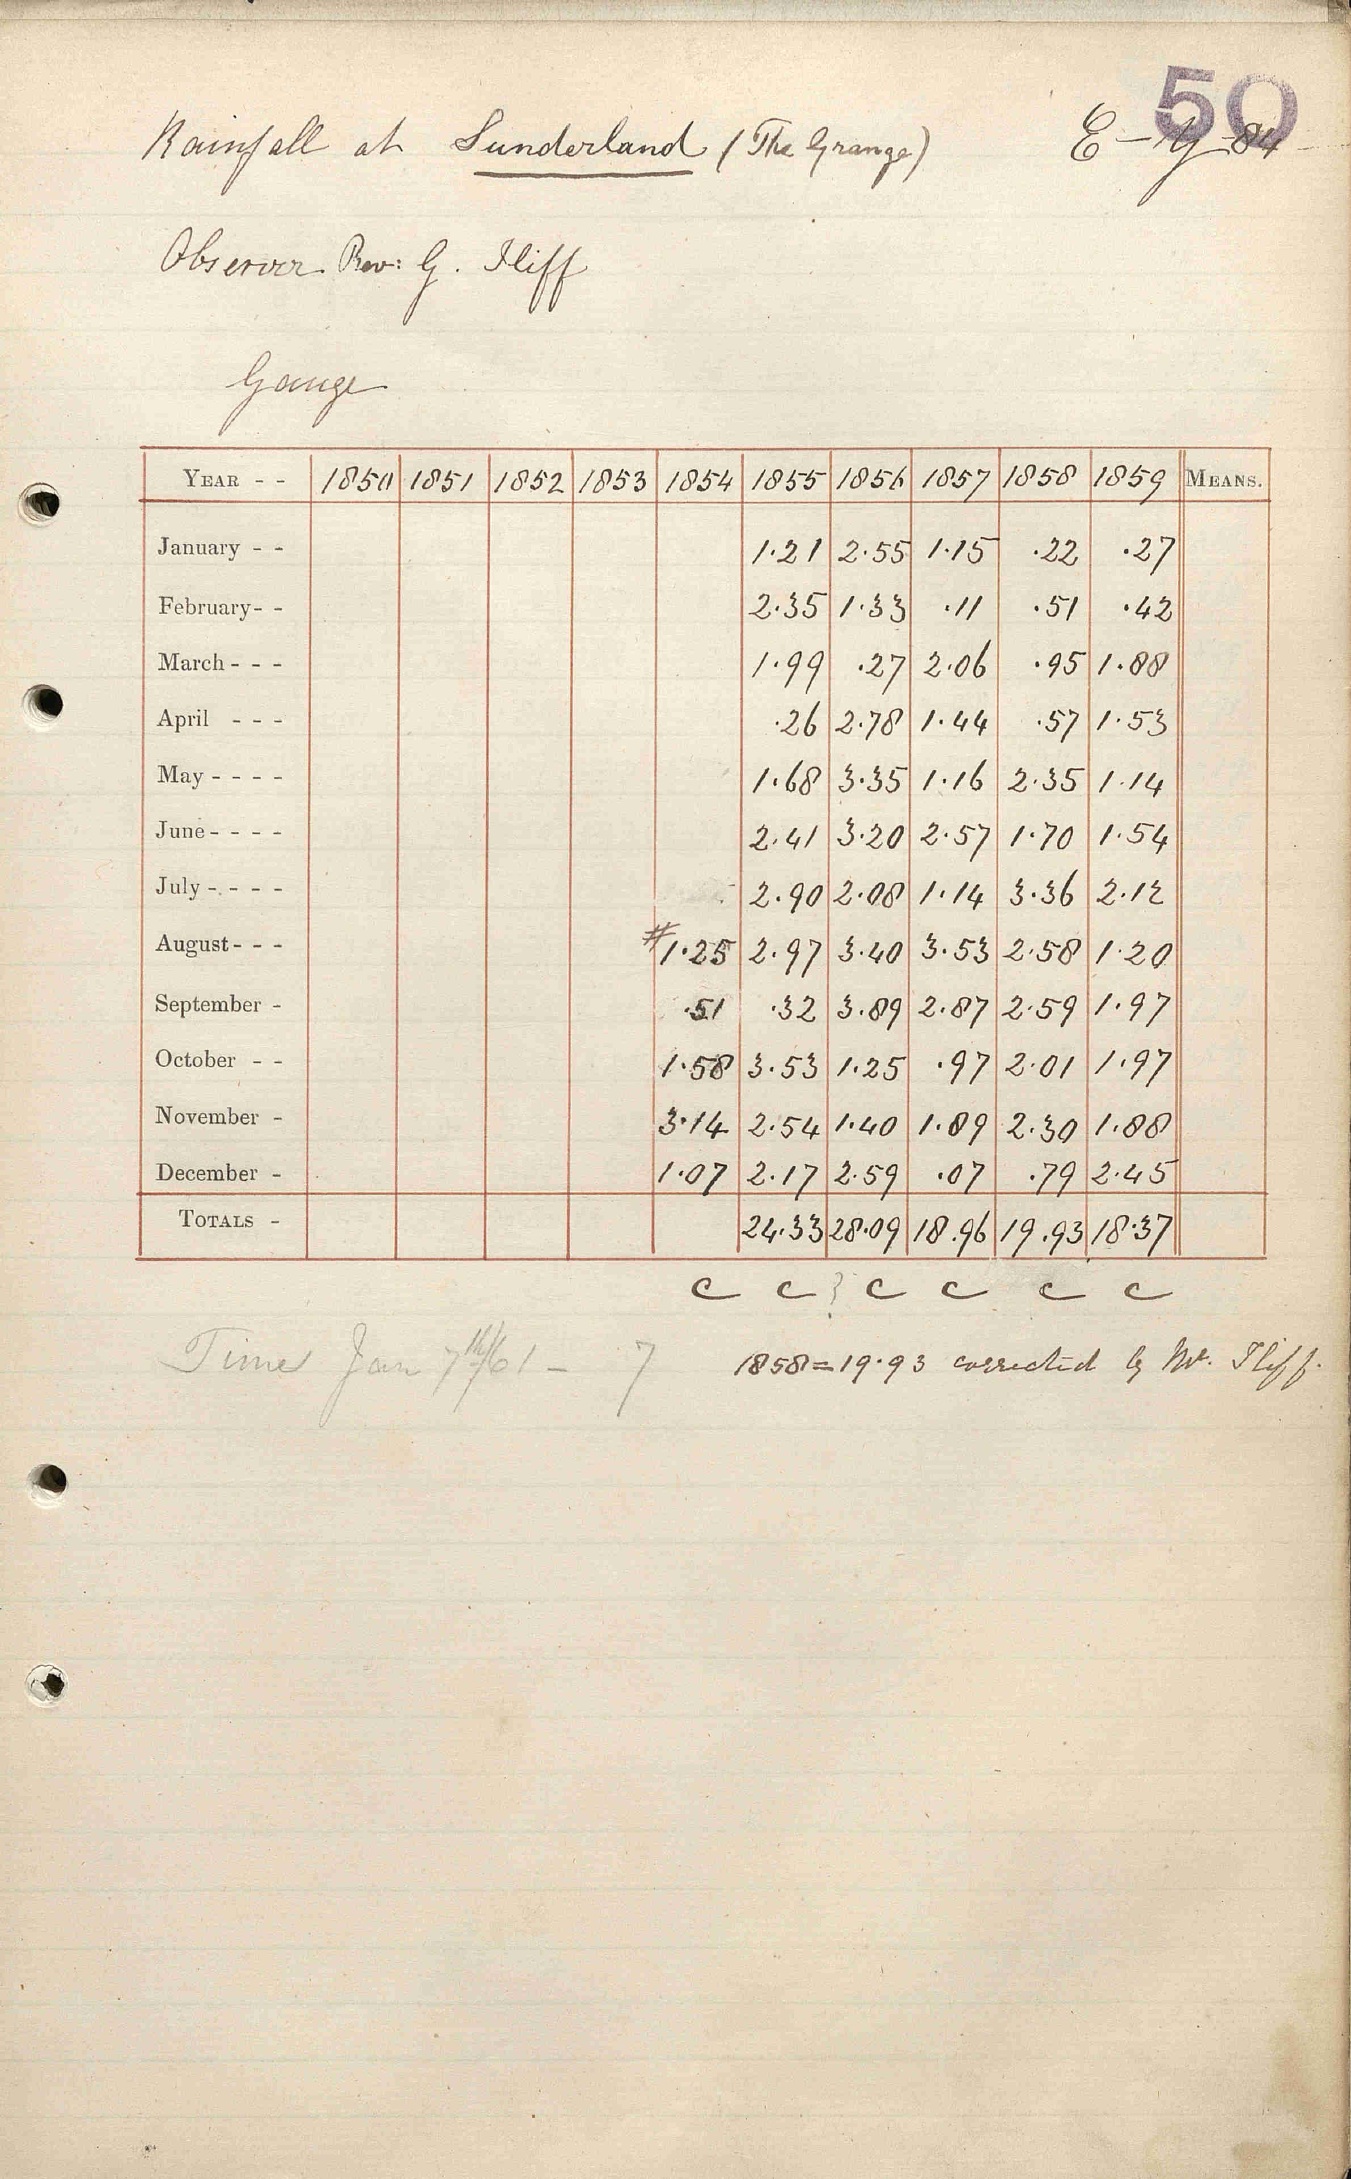 50
Rainfall at Sunderland (The Grange) E - y - 84
Observer Rev: G. Iliff
Gauge
YEAR - - 1850 1851 1852 1853 1854 1855 1856 1857 1858 1859 MEANS.
January - - 1.21 2.55 1.15 .22 .27
February - - 2.35 1.33 .11 .51 .42
March - - - 1.99 .27 2.06 .95 1.88
April - - - .26 2.78 1.44 .57 1.53
May - - - - 1.68 3.35 1.16 2.35 1.14
June - - - - 2.41 3.20 2.57 1.70 1.54
July - - - - 2.90 2.08 1.14 3.36 2.12
August - - - #1.25 2.97 3.40 3.53 2.58 1.20
September - .51 .32 3.89 2.87 2.59 1.97
October - - 1.58 3.53 1.25 .97 2.01 1.97
November - 3.14 2.54 1.40 1.89 2.30 1.88
December - 1.07 2.17 2.59 .07 .79 2.45
TOTALS - 24.33 28.09 18.96 19.93 18.37
c c ? c c c c
Times Jan 7th/61 - 7 1858 = 19.93 corrected by Mr. Iliff.